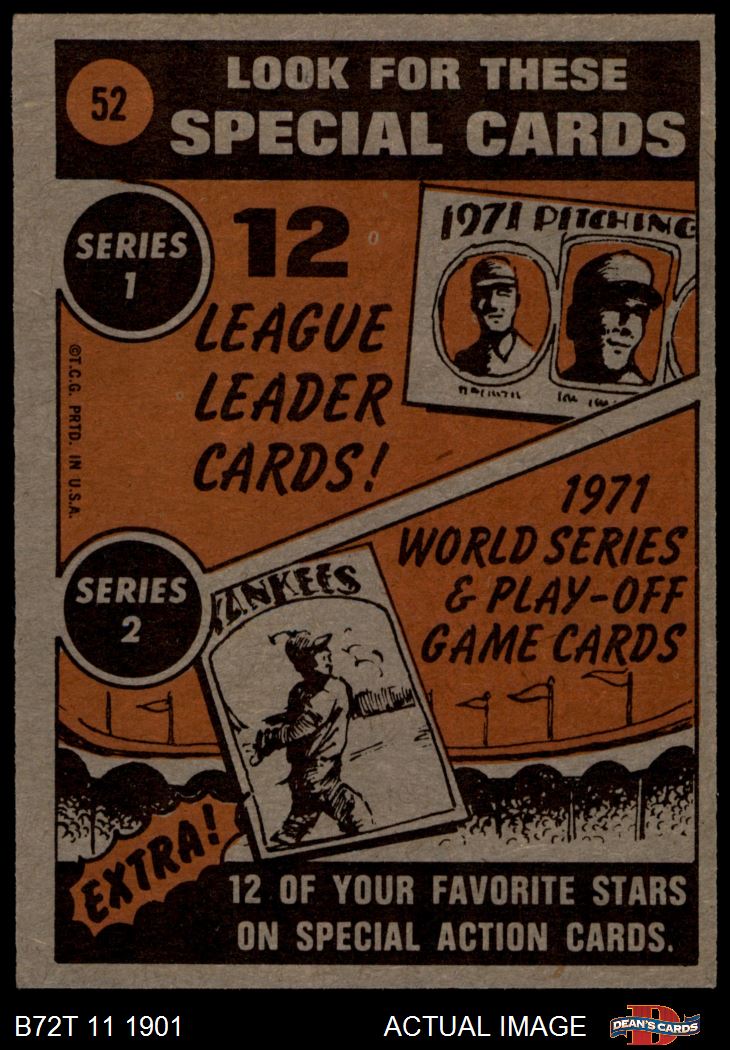 52
LOOK FOR THESE
SPECIAL CARDS
SERIES
1
12
LEAGUE
LEADER
CARDS!
1971 PITCHING
©T.C.G. PRTD. IN U.S.A.
1971
WORLD SERIES
& PLAY-OFF
GAME CARDS
SERIES
2
YANKEES
EXTRA!
12 OF YOUR FAVORITE STARS
ON SPECIAL ACTION CARDS.
B72T 11 1901
ACTUAL IMAGE
DEAN'S CARDS